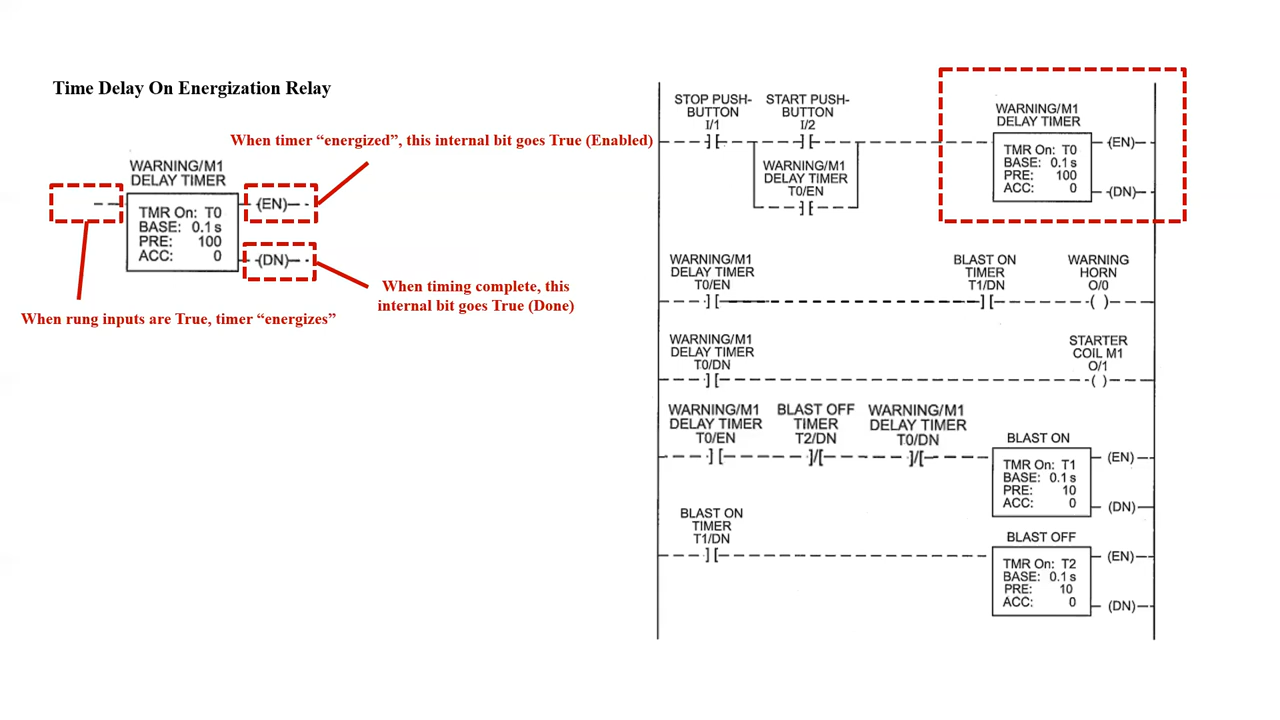 Time Delay On Energization Relay
When timer “energized”, this internal bit goes True (Enabled)
WARNING/M1
DELAY TIMER
TMR On: T0
BASE: 0.1 s
PRE: 100
ACC: 0
(EN)
(DN)
When timing complete, this
internal bit goes True (Done)
When rung inputs are True, timer “energizes”
STOP PUSH-
BUTTON
I/1
START PUSH-
BUTTON
I/2
WARNING/M1
DELAY TIMER
T0/EN
WARNING/M1
DELAY TIMER
TMR On: T0
BASE: 0.1 s
PRE: 100
ACC: 0
(EN)
(DN)
WARNING/M1
DELAY TIMER
T0/EN
BLAST ON
TIMER
T1/DN
WARNING
HORN
O/0
WARNING/M1
DELAY TIMER
T0/DN
STARTER
COIL M1
O/1
WARNING/M1
DELAY TIMER
T0/EN
BLAST OFF
TIMER
T2/DN
WARNING/M1
DELAY TIMER
T0/DN
BLAST ON
TMR On: T1
BASE: 0.1 s
PRE: 10
ACC: 0
(EN)
(DN)
BLAST ON
TIMER
T1/DN
BLAST OFF
TMR On: T2
BASE: 0.1 s
PRE: 10
ACC: 0
(EN)
(DN)